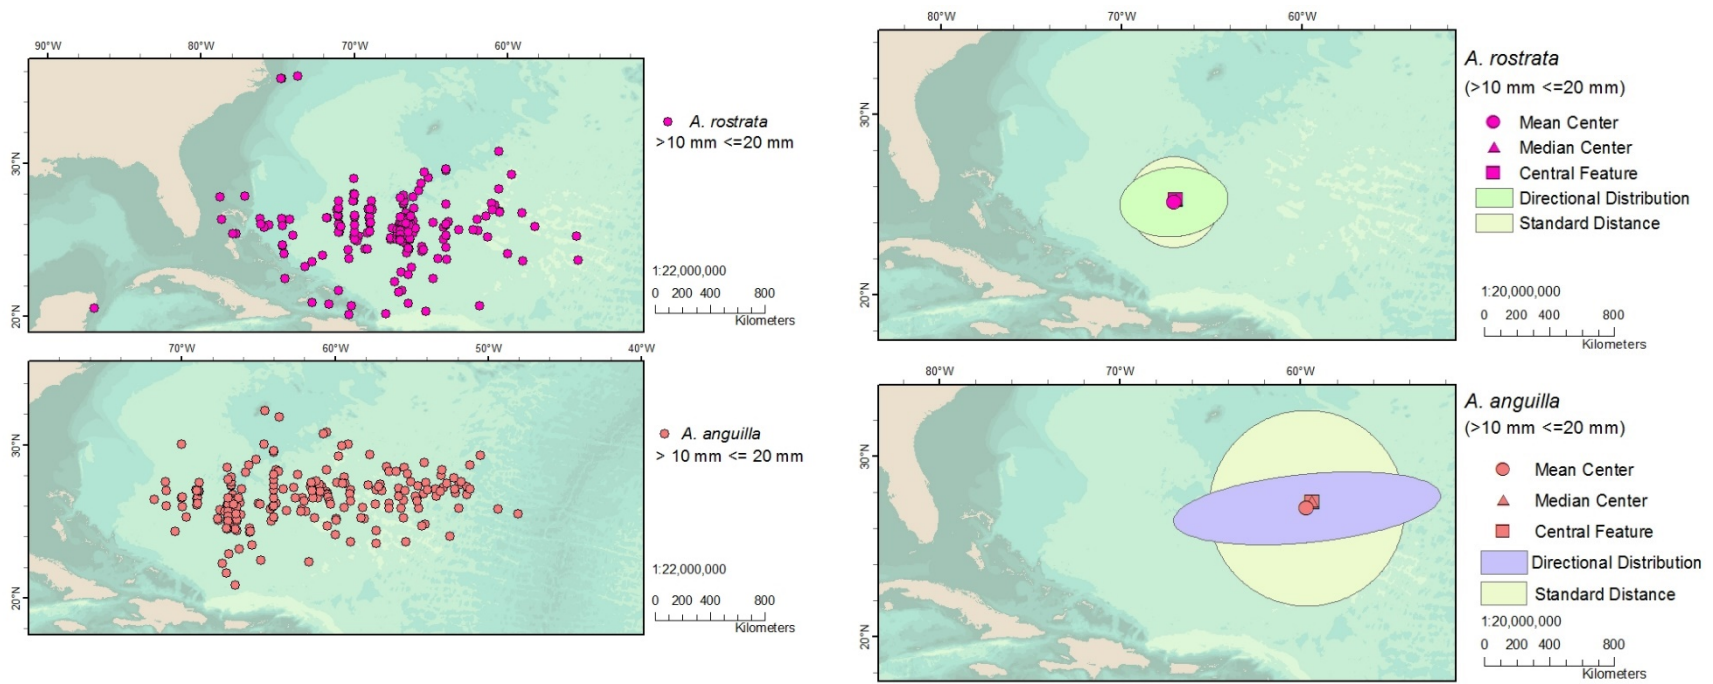 90°W 80°W 70°W 60°W
30°N
20°N
A. rostrata
>10 mm <=20 mm
1:22,000,000
0 200 400 800
Kilometers
70°W 60°W 50°W 40°W
30°N
20°N
A. anguilla
> 10 mm <= 20 mm
1:22,000,000
0 200 400 800
Kilometers
80°W 70°W 60°W
30°N
20°N
A. rostrata
(>10 mm <=20 mm)
Mean Center
Median Center
Central Feature
Directional Distribution
Standard Distance
1:20,000,000
0 200 400 800
Kilometers
80°W 70°W 60°W
30°N
20°N
A. anguilla
(>10 mm <=20 mm)
Mean Center
Median Center
Central Feature
Directional Distribution
Standard Distance
1:20,000,000
0 200 400 800
Kilometers